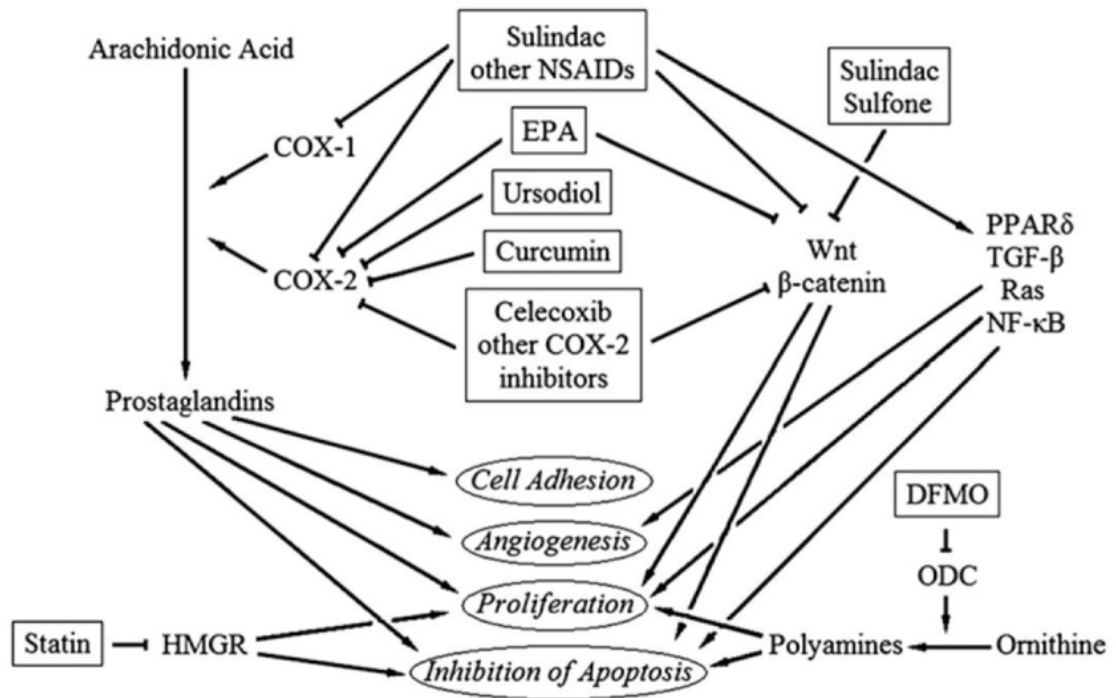 Arachidonic Acid
Sulindac
other NSAIDs
Sulindac
Sulfone
EPA
COX-1
Ursodiol
PPARδ
Curcumin
Wnt
TGF-β
COX-2
β-catenin
Ras
Celecoxib
other COX-2
inhibitors
NF-κB
Prostaglandins
Cell Adhesion
DFMO
Angiogenesis
ODC
Proliferation
Statin
HMGR
Polyamines
Ornithine
Inhibition of Apoptosis